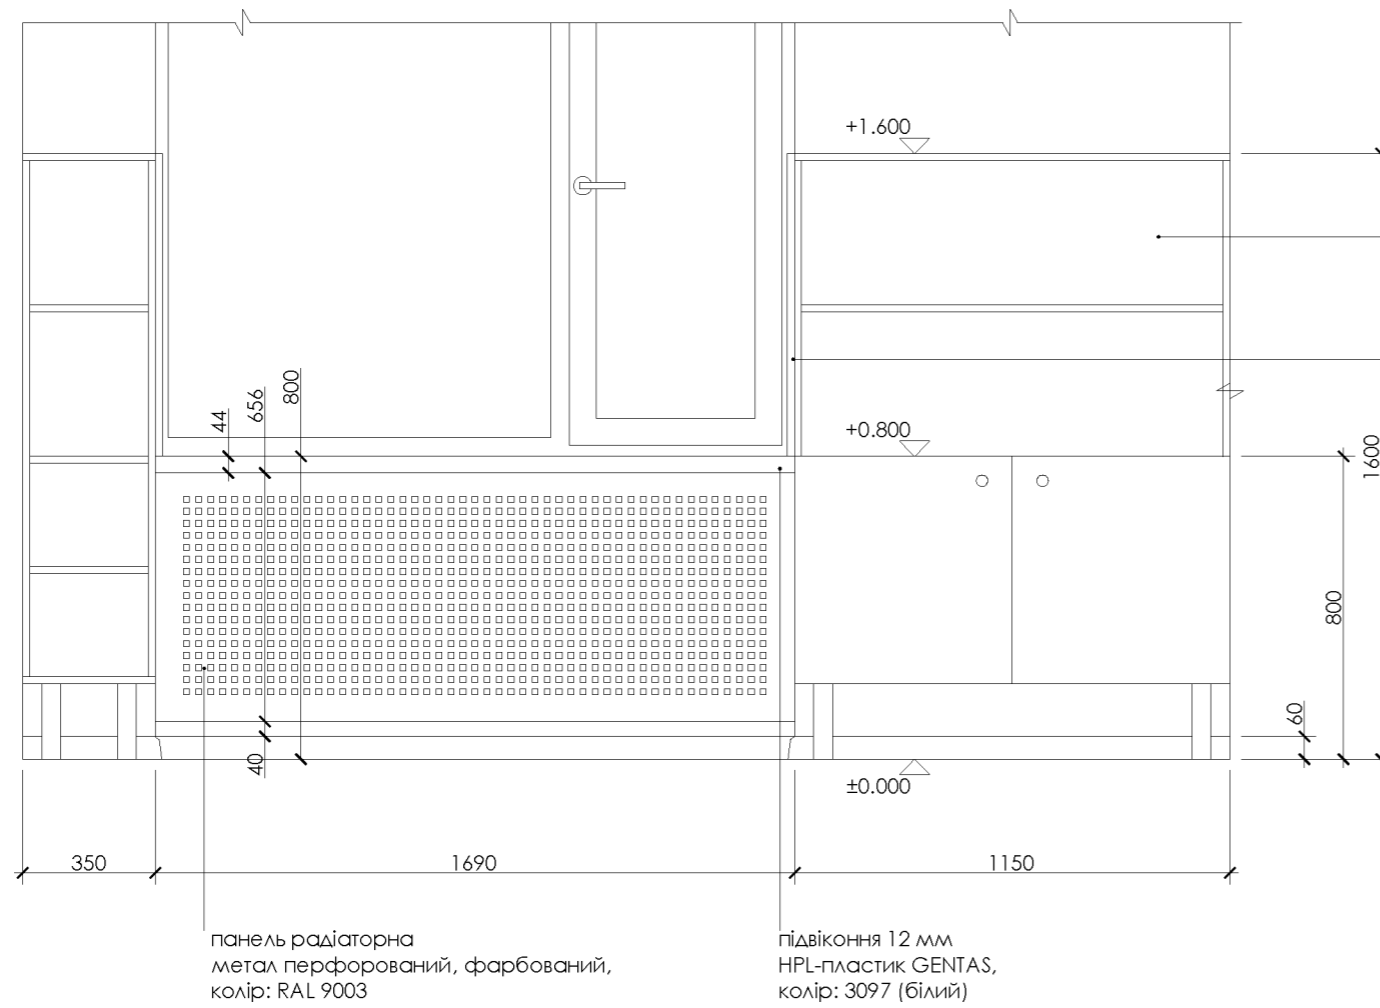 +1.600
44
656
800
+0.800
1600
800
60
40
±0.000
350
1690
1150
панель радіаторна
метал перфорований, фарбований,
колір: RAL 9003
підвіконня 12 мм
HPL-пластик GENTAS,
колір: 3097 (білий)